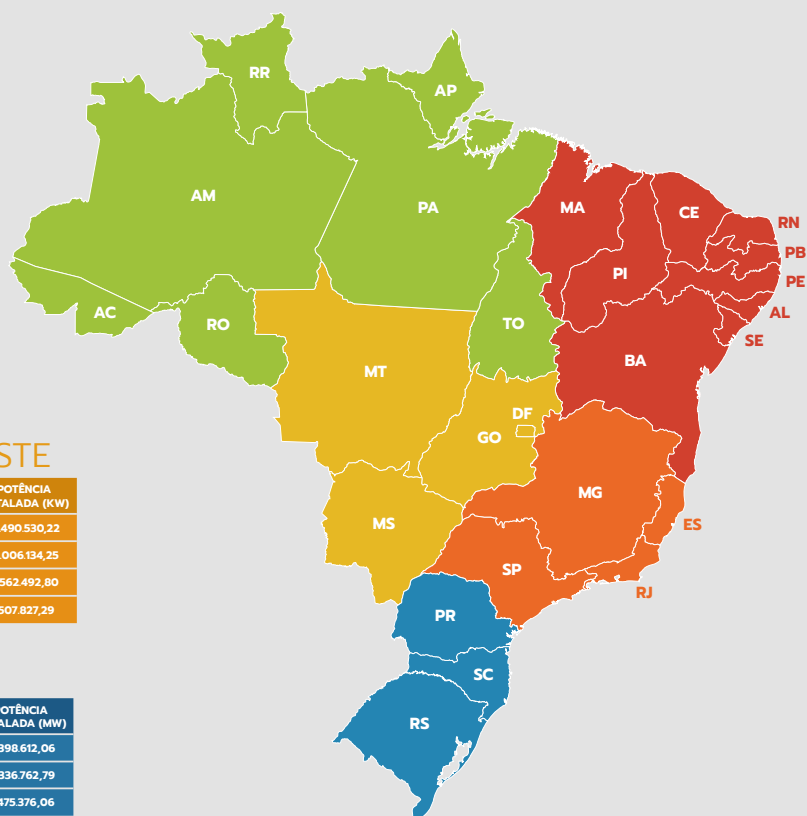 RR
AP
AM
PA
MA
CE
RN
PB
PI
PE
AC
RO
TO
AL
SE
BA
MT
DF
GO
STE
POTÊNCIA
TALADA (KW)
490.530,22
.006.134,25
562.492,80
507.827,29
MG
MS
ES
SP
RJ
PR
SC
POTÊNCIA
ALADA (MW)
RS
398.612,06
336.762,79
475.376,06